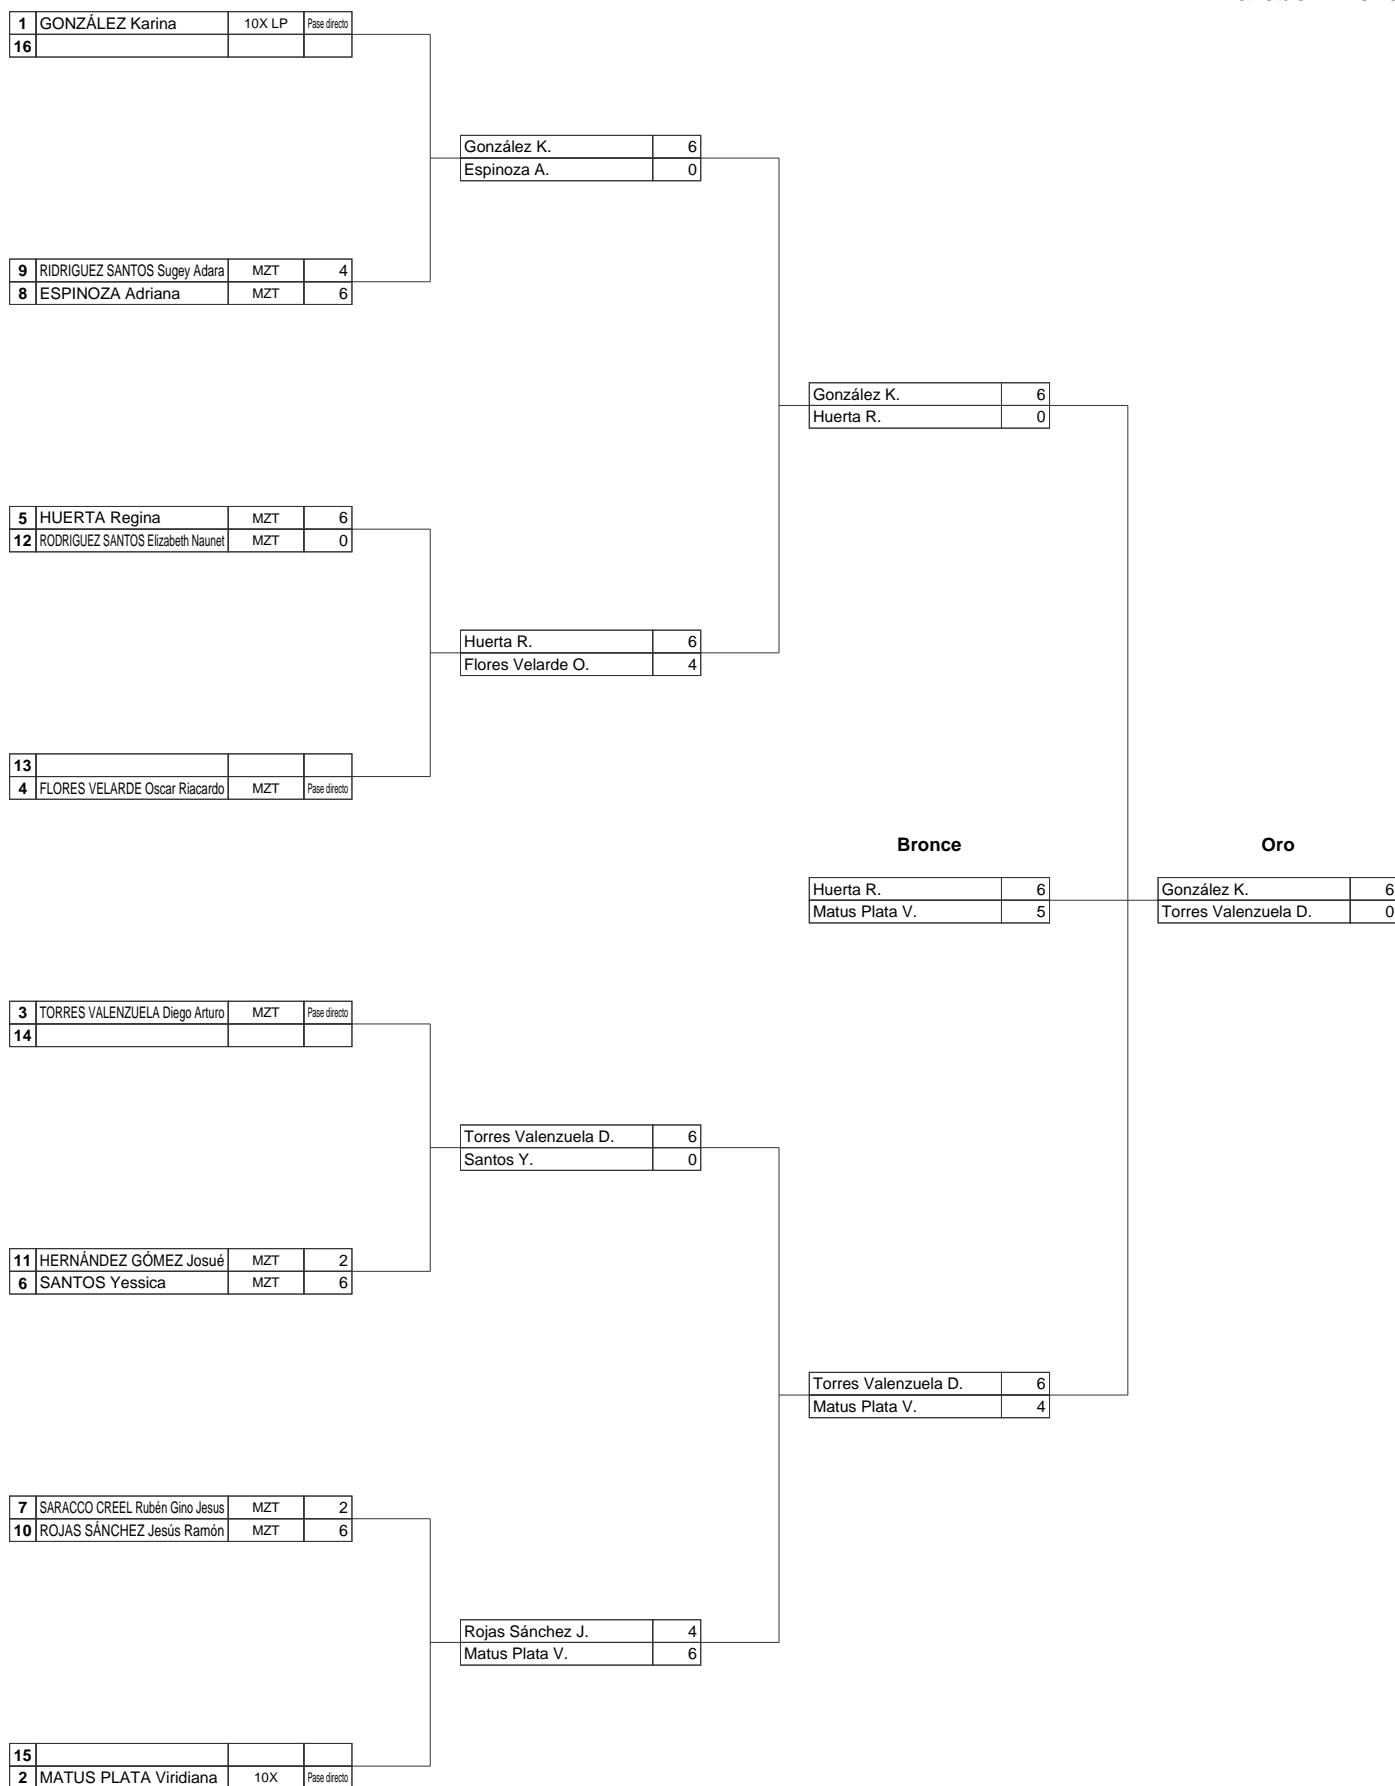 1 GONZÁLEZ Karina 10X LP Pase directo
16
González K. 6
Espinoza A. 0
9 RIDRIGUEZ SANTOS Sugey Adara MZT 4
8 ESPINOZA Adriana MZT 6
González K. 6
Huerta R. 0
5 HUERTA Regina MZT 6
12 RODRIGUEZ SANTOS Elizabeth Naunet MZT 0
Huerta R. 6
Flores Velarde O. 4
13
4 FLORES VELARDE Oscar Riacardo MZT Pase directo
Bronce Oro
Huerta R. 6 González K. 6
Matus Plata V. 5 Torres Valenzuela D. 0
3 TORRES VALENZUELA Diego Arturo MZT Pase directo
14
Torres Valenzuela D. 6
Santos Y. 0
11 HERNÁNDEZ GÓMEZ Josué MZT 2
6 SANTOS Yessica MZT 6
Torres Valenzuela D. 6
Matus Plata V. 4
7 SARACCO CREEL Rubén Gino Jesus MZT 2
10 ROJAS SÁNCHEZ Jesús Ramón MZT 6
Rojas Sánchez J. 4
Matus Plata V. 6
15
2 MATUS PLATA Viridiana 10X Pase directo